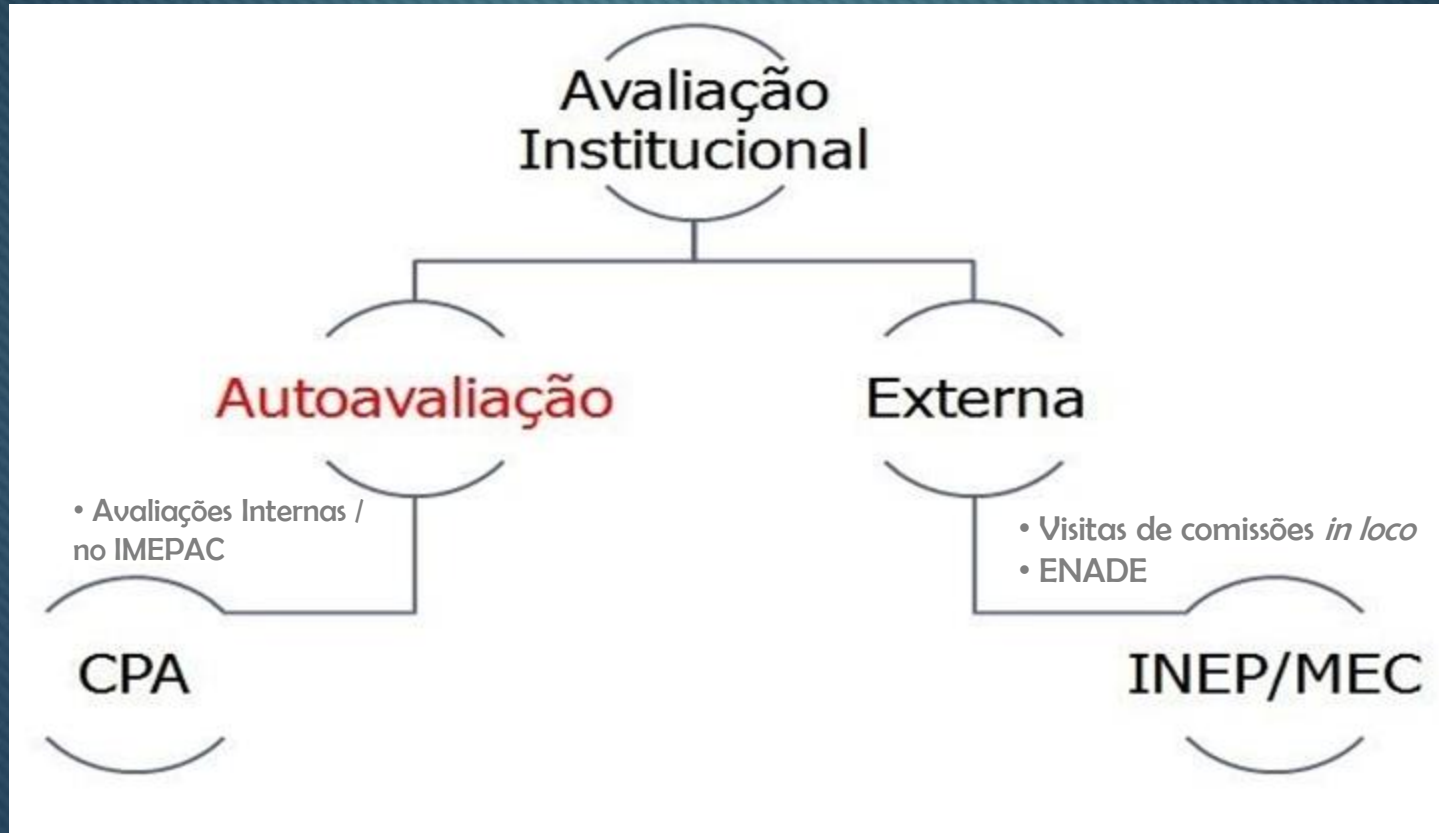 Avaliação
Institucional
Autoavaliação
Externa
• Avaliações Internas /
no IMEPAC
• Visitas de comissões in loco
• ENADE
CPA
INEP/MEC